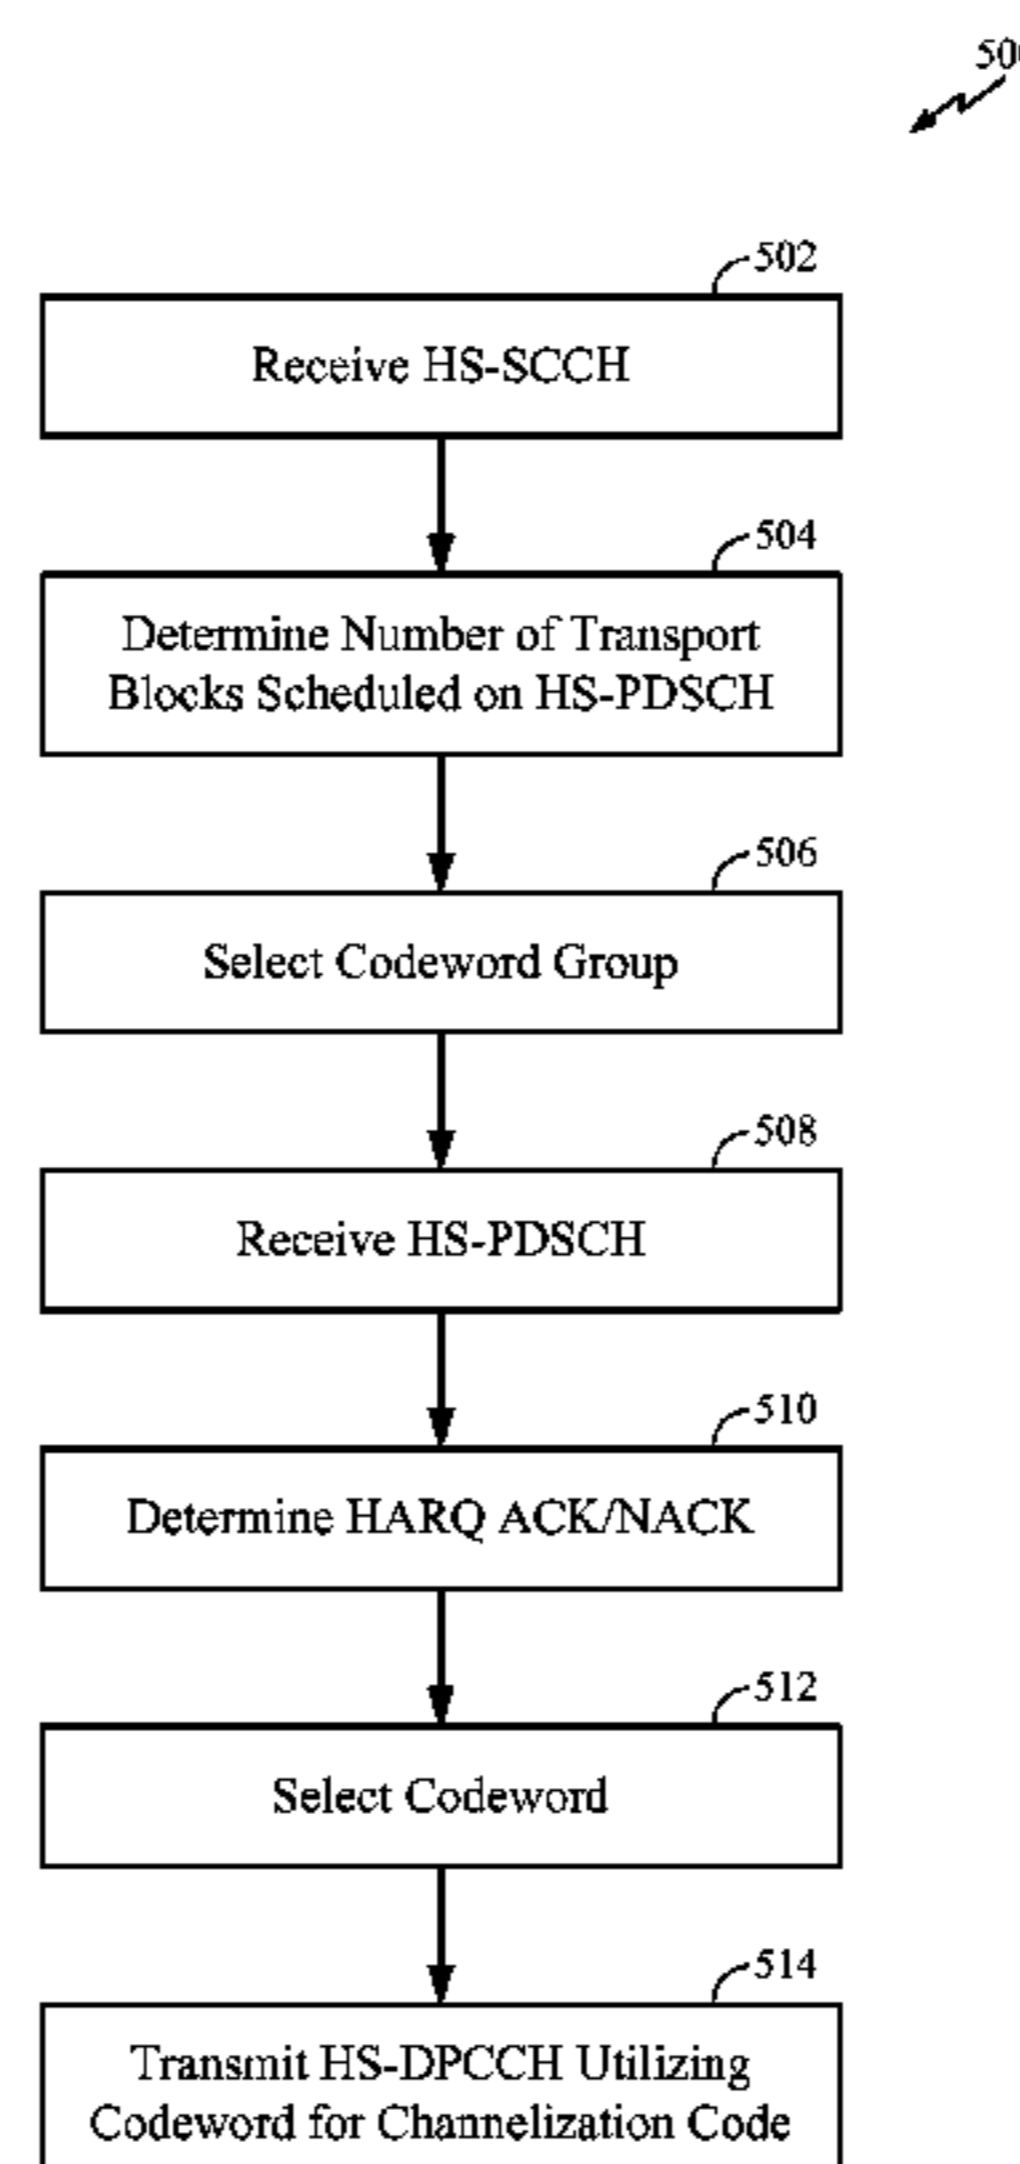 502
Receive HS-SCCH
504
Determine Number of Transport
Blocks Scheduled on HS-PDSCH
506
Select Codeword Group
508
Receive HS-PDSCH
510
Determine HARQ ACK/NACK
512
Select Codeword
514
Transmit HS-DPCCH Utilizing
Codeword for Channelization Code